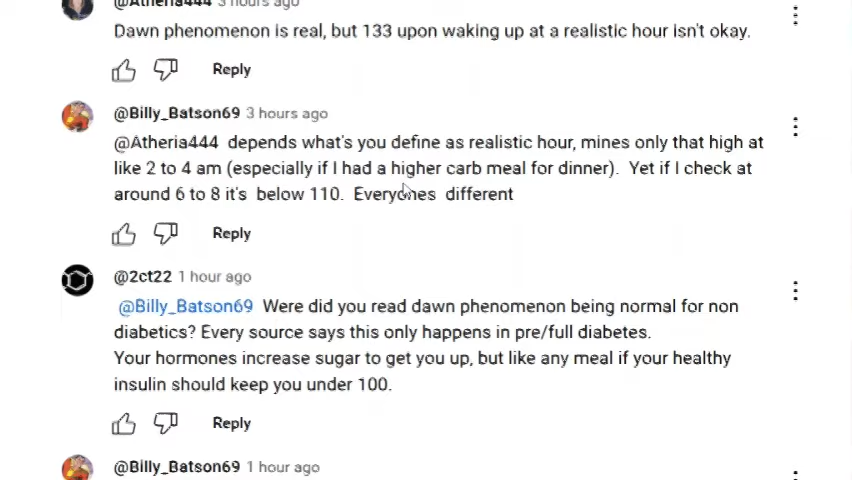 @Atheria444 3 hours ago
Dawn phenomenon is real, but 133 upon waking up at a realistic hour isn't okay.
Reply
@Billy_Batson69 3 hours ago
@Atheria444 depends what's you define as realistic hour, mines only that high at
like 2 to 4 am (especially if I had a higher carb meal for dinner). Yet if I check at
around 6 to 8 it's below 110. Everyones different
Reply
@2ct22 1 hour ago
@Billy_Batson69 Were did you read dawn phenomenon being normal for non
diabetics? Every source says this only happens in pre/full diabetes.
Your hormones increase sugar to get you up, but like any meal if your healthy
insulin should keep you under 100.
Reply
@Billy_Batson69 1 hour ago